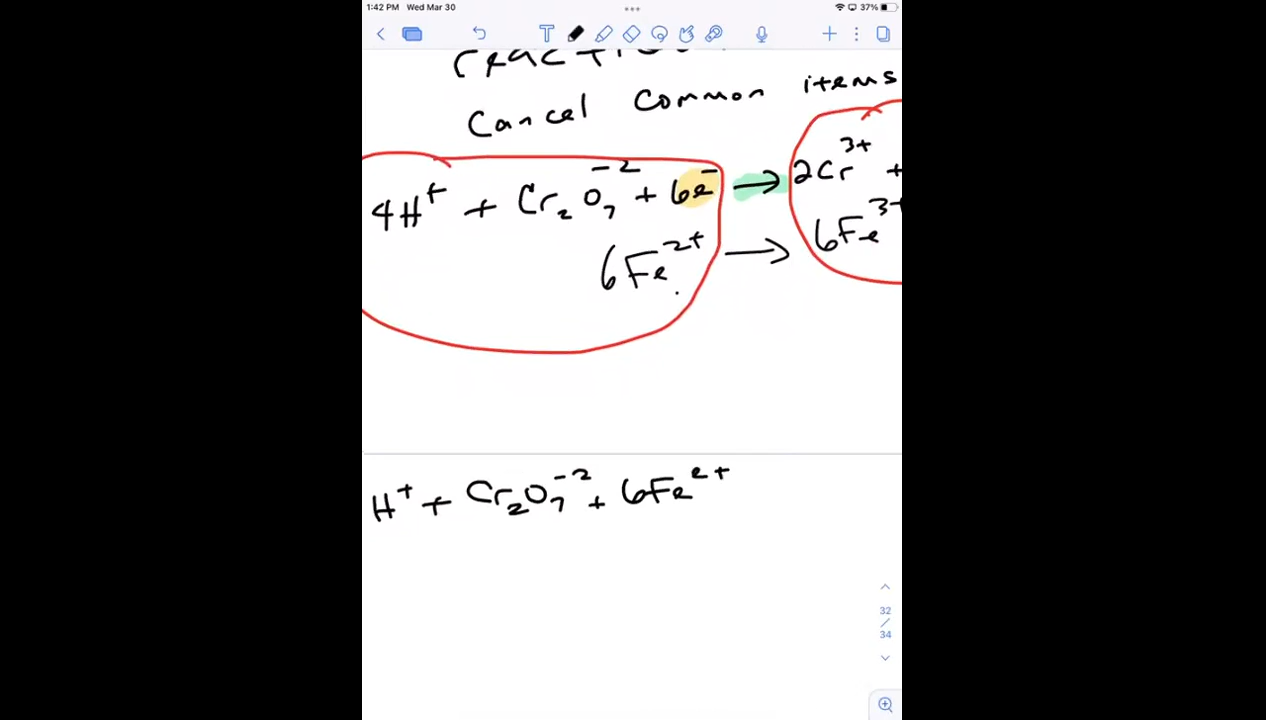 1:42 PM Wed Mar 30
37%
T
reaction
Cancel common items
4H⁺ + Cr₂O₇⁻² + 6e⁻ → 2Cr³⁺ +
6Fe²⁺ → 6Fe³⁺
H⁺ + Cr₂O₇⁻² + 6Fe²⁺
32
/
34